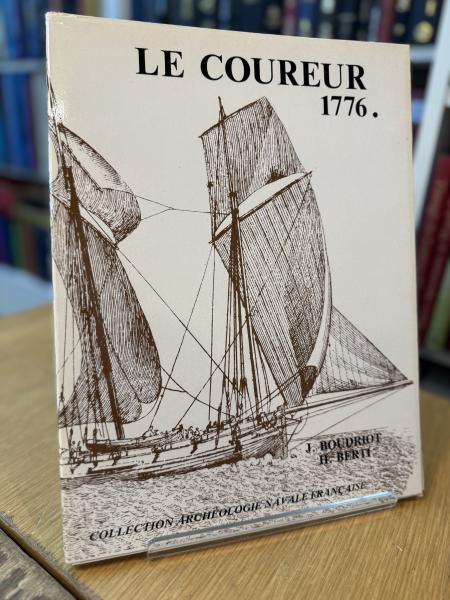 LE COUREUR
1776.
J. BOUDRIOT
H. BERTI
COLLECTION ARCHÉOLOGIE NAVALE FRANÇAISE